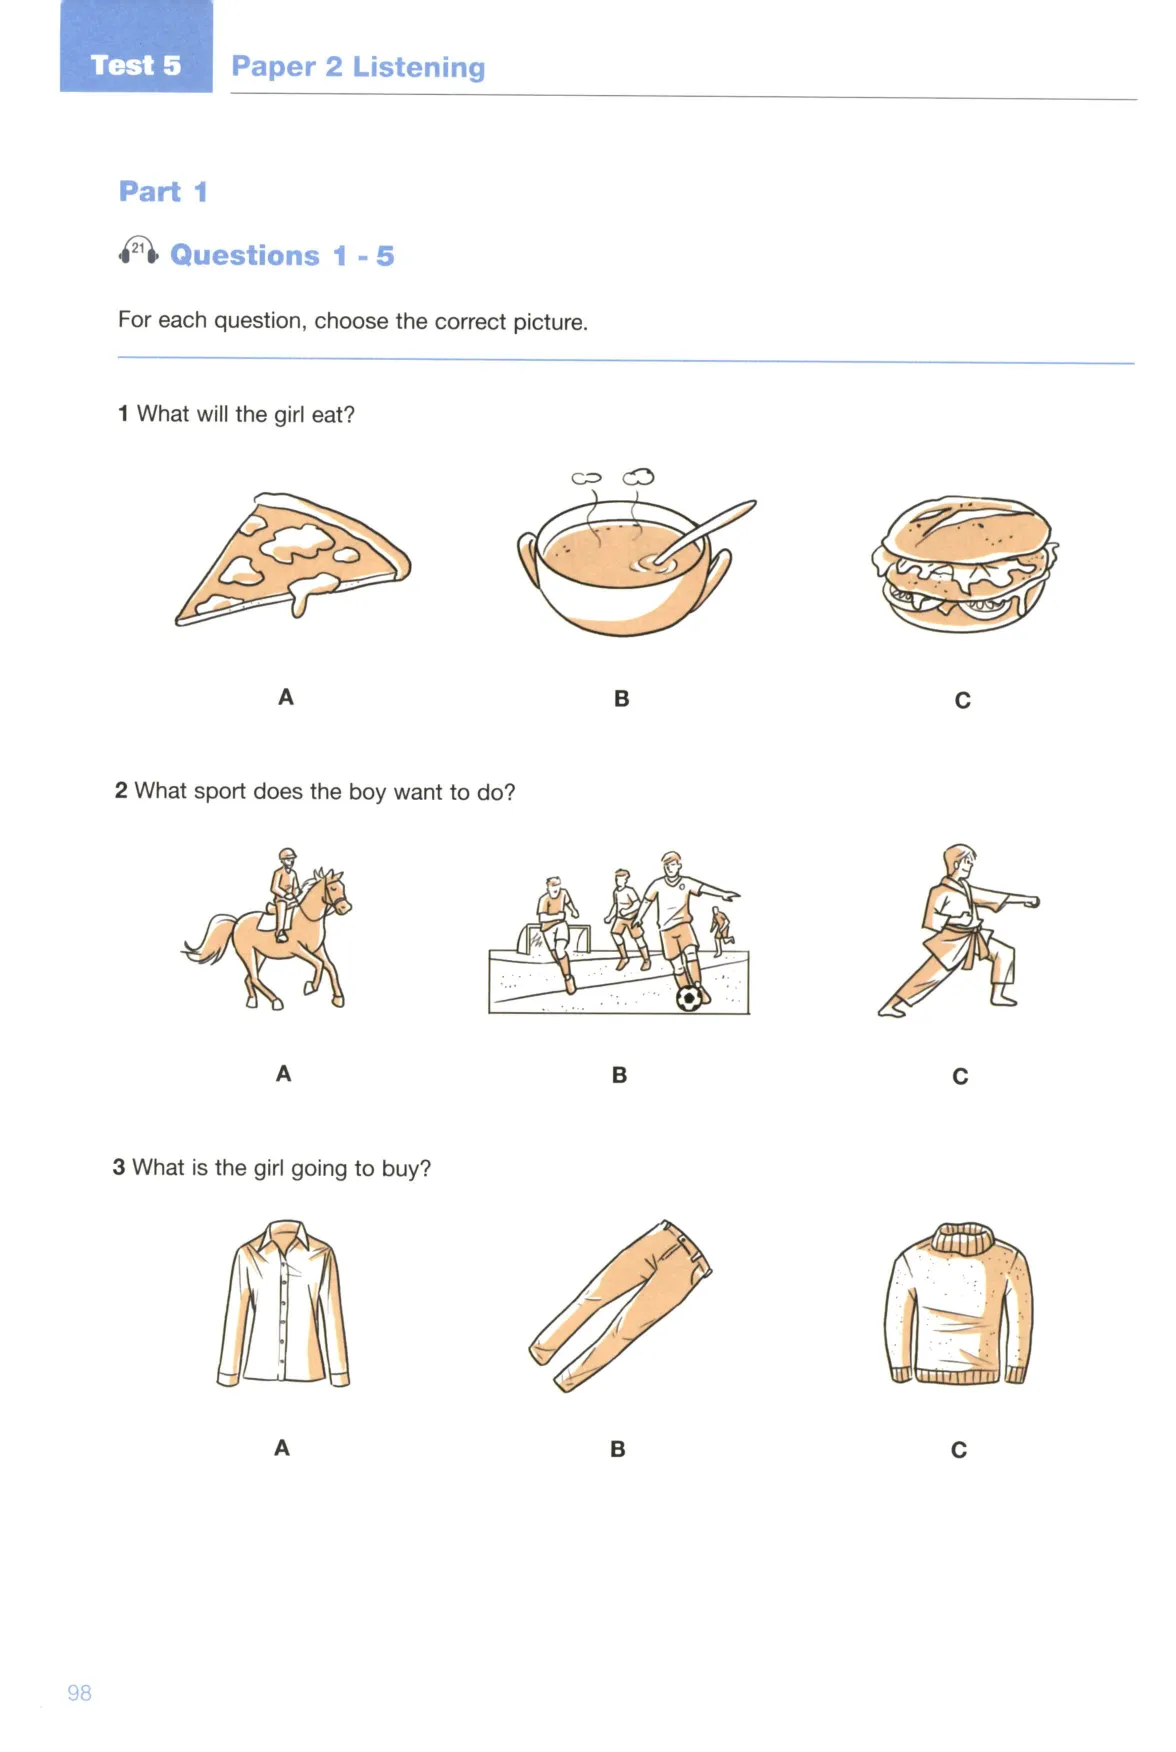 Test 5 Paper 2 Listening
Part 1
21 Questions 1 - 5
For each question, choose the correct picture.
1 What will the girl eat?
A B C
2 What sport does the boy want to do?
A B C
3 What is the girl going to buy?
A B C
98